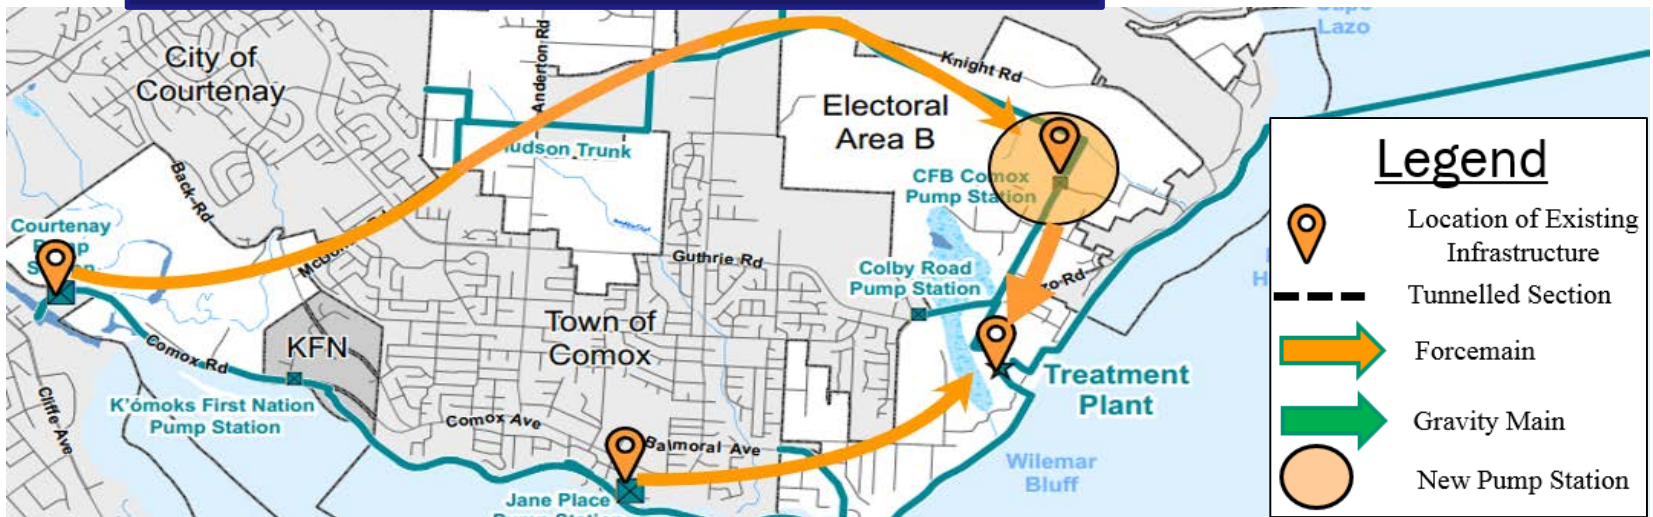 Lazo
City of
Courtenay
Anderton Rd
Knight Rd
Electoral
Area B
Hudson Trunk
CFB Comox
Pump Station
Back Rd
Courtenay
Guthrie Rd
Colby Road
Pump Station
Town of
Comox
KFN
Comox Rd
Treatment
Plant
K'ómoks First Nation
Pump Station
Cliffe Ave
Comox Ave
Balmoral Ave
Wilemar
Bluff
Jane Place
Legend
Location of Existing
Infrastructure
Tunnelled Section
Forcemain
Gravity Main
New Pump Station